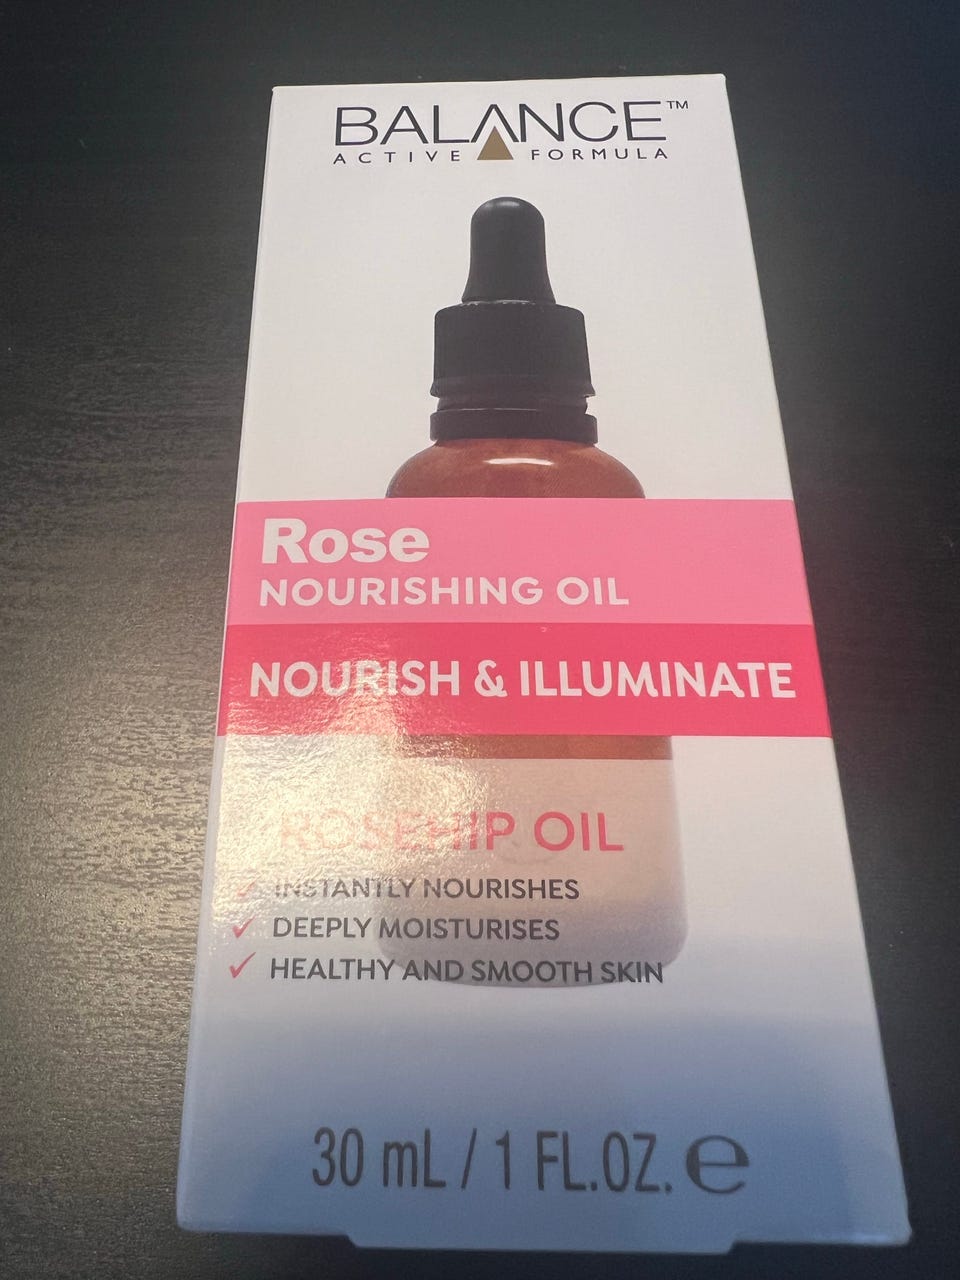 BALANCE™
ACTIVE FORMULA
Rose
NOURISHING OIL
NOURISH & ILLUMINATE
ROSEHIP OIL
INSTANTLY NOURISHES
DEEPLY MOISTURISES
HEALTHY AND SMOOTH SKIN
30 mL / 1 FL.OZ. ℮